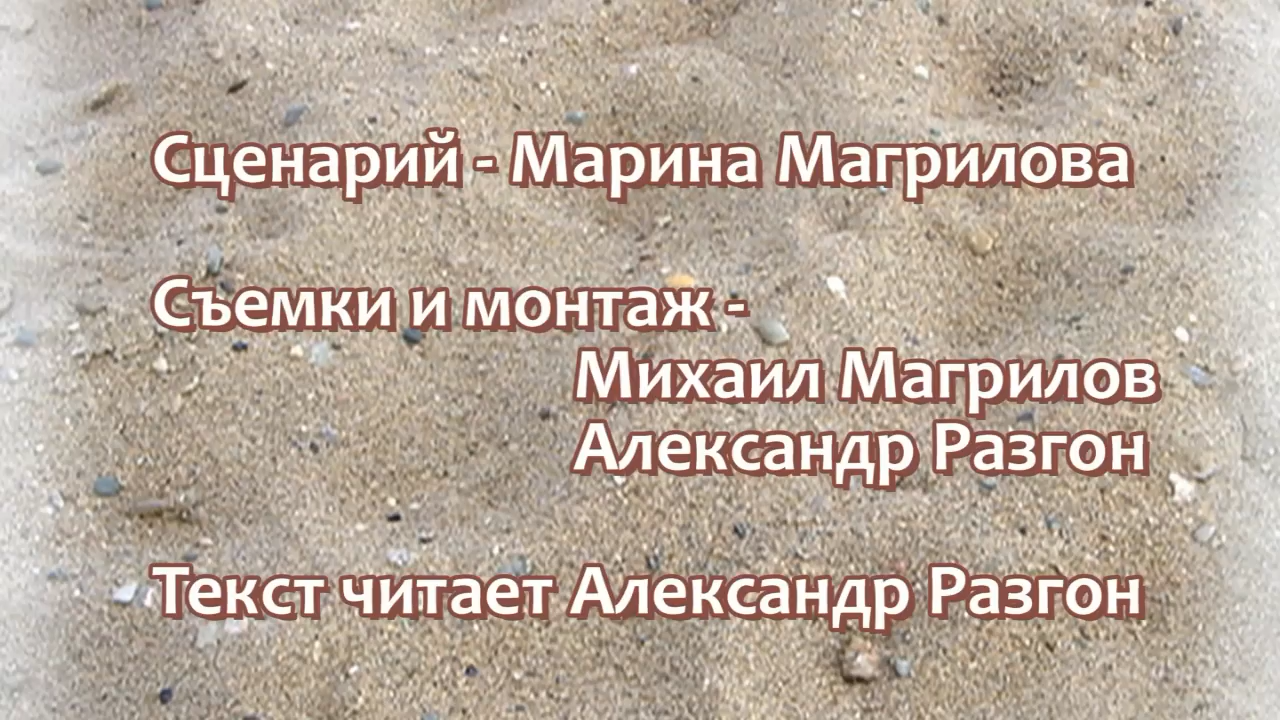 Сценарий - Марина Магрилова
Съемки и монтаж -
Михаил Магрилов
Александр Разгон
Текст читает Александр Разгон